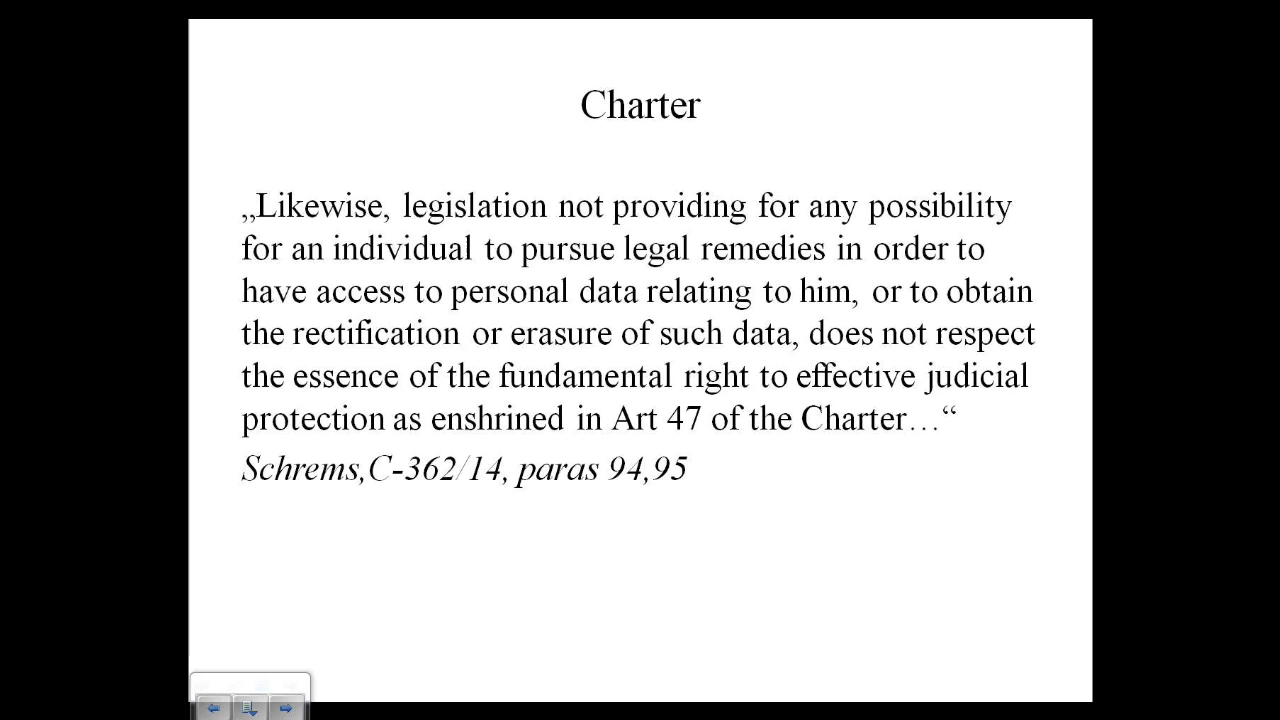 Charter
„Likewise, legislation not providing for any possibility
for an individual to pursue legal remedies in order to
have access to personal data relating to him, or to obtain
the rectification or erasure of such data, does not respect
the essence of the fundamental right to effective judicial
protection as enshrined in Art 47 of the Charter…“
Schrems,C-362/14, paras 94,95